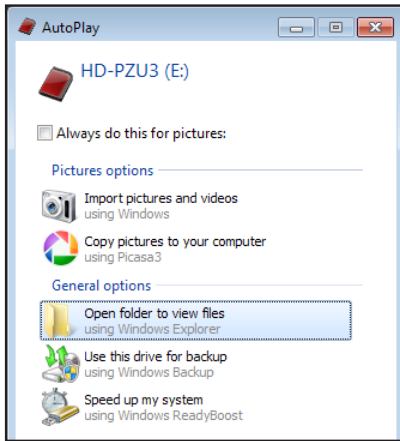 AutoPlay
HD-PZU3 (E:)
Always do this for pictures:
Pictures options
Import pictures and videos
using Windows
Copy pictures to your computer
using Picasa3
General options
Open folder to view files
using Windows Explorer
Use this drive for backup
using Windows Backup
Speed up my system
using Windows ReadyBoost